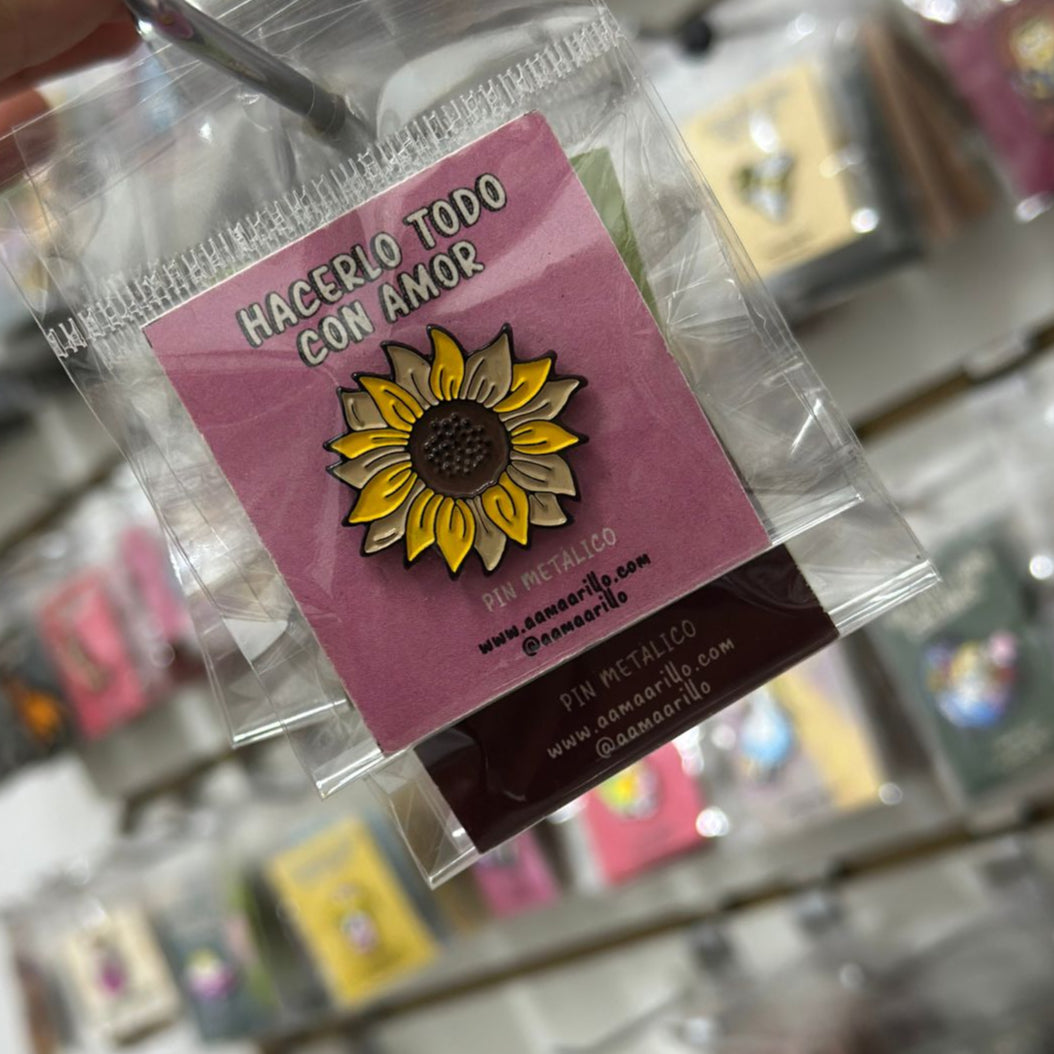 HACERLO TODO
CON AMOR
PIN METALICO
www.aamaarillo.com
@aamaarillo
PIN METALICO
www.aamaarillo.com
@aamaarillo